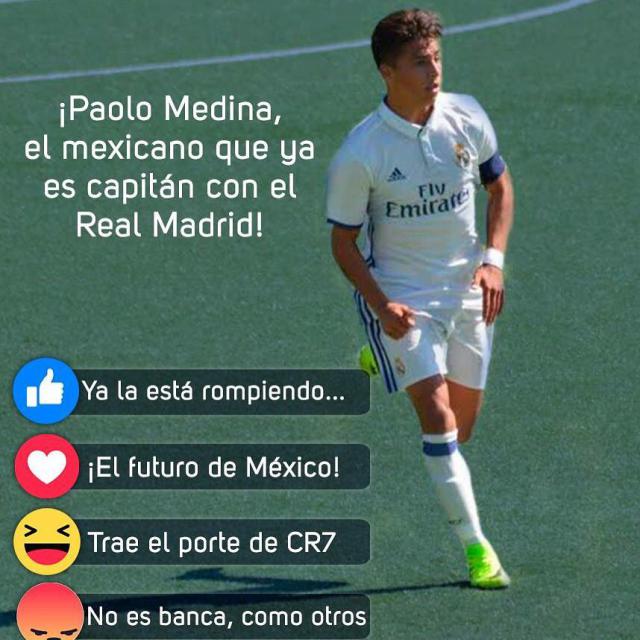 ¡Paolo Medina,
el mexicano que ya
es capitán con el
Real Madrid!
adidas
Fly
Emirates
Ya la está rompiendo...
¡El futuro de México!
Trae el porte de CR7
No es banca, como otros